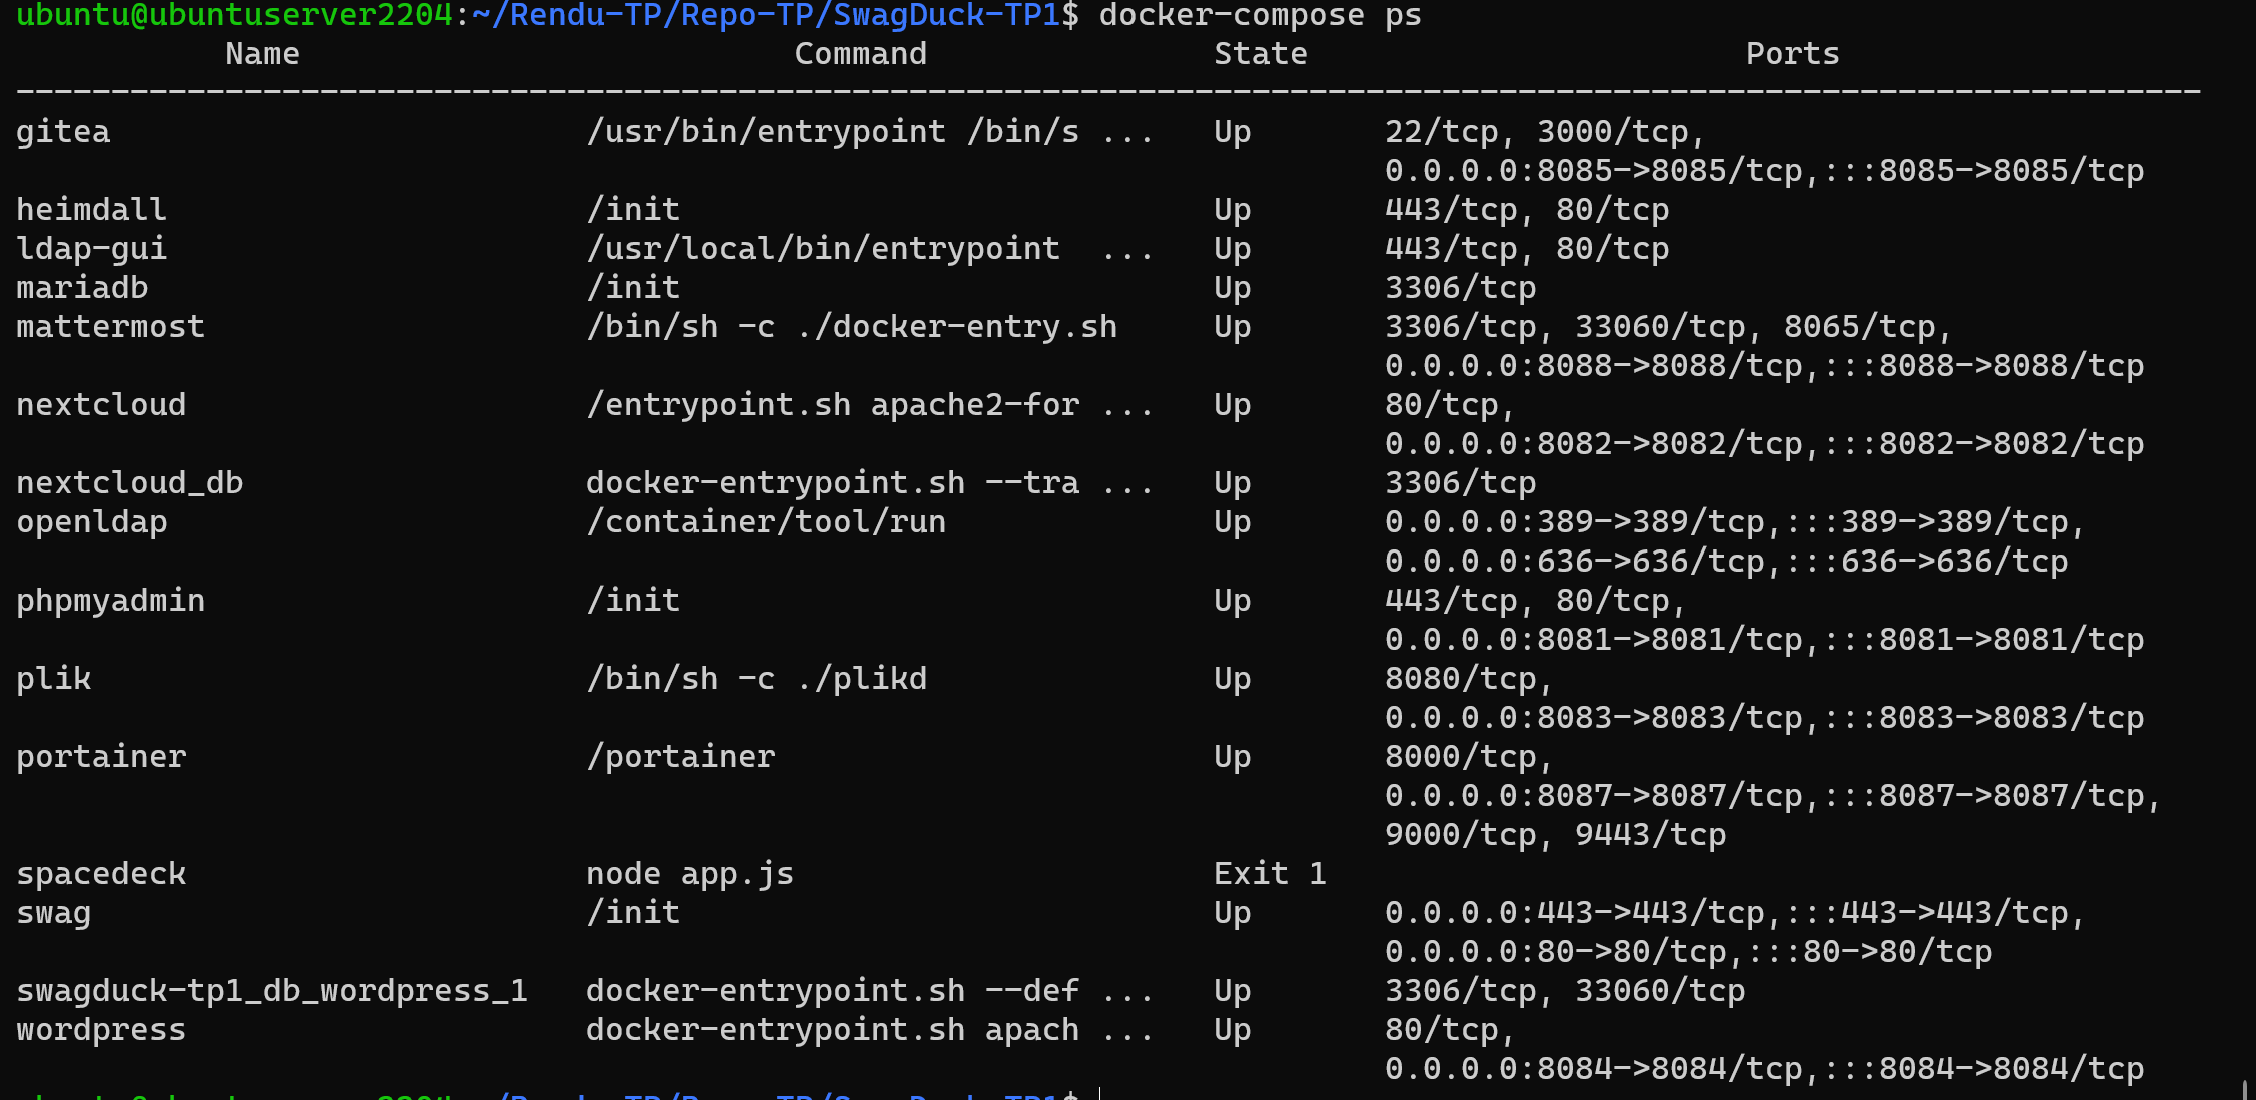 ubuntu@ubuntuserver2204:~/Rendu-TP/Repo-TP/SwagDuck-TP1$ docker-compose ps
Name Command State Ports
--------------------------------------------------------------------------------------------------------------------
gitea /usr/bin/entrypoint /bin/s ... Up 22/tcp, 3000/tcp,
0.0.0.0:8085->8085/tcp,:::8085->8085/tcp
heimdall /init Up 443/tcp, 80/tcp
ldap-gui /usr/local/bin/entrypoint ... Up 443/tcp, 80/tcp
mariadb /init Up 3306/tcp
mattermost /bin/sh -c ./docker-entry.sh Up 3306/tcp, 33060/tcp, 8065/tcp,
0.0.0.0:8088->8088/tcp,:::8088->8088/tcp
nextcloud /entrypoint.sh apache2-for ... Up 80/tcp,
0.0.0.0:8082->8082/tcp,:::8082->8082/tcp
nextcloud_db docker-entrypoint.sh --tra ... Up 3306/tcp
openldap /container/tool/run Up 0.0.0.0:389->389/tcp,:::389->389/tcp,
0.0.0.0:636->636/tcp,:::636->636/tcp
phpmyadmin /init Up 443/tcp, 80/tcp,
0.0.0.0:8081->8081/tcp,:::8081->8081/tcp
plik /bin/sh -c ./plikd Up 8080/tcp,
0.0.0.0:8083->8083/tcp,:::8083->8083/tcp
portainer /portainer Up 8000/tcp,
0.0.0.0:8087->8087/tcp,:::8087->8087/tcp,
9000/tcp, 9443/tcp
spacedeck node app.js Exit 1
swag /init Up 0.0.0.0:443->443/tcp,:::443->443/tcp,
0.0.0.0:80->80/tcp,:::80->80/tcp
swagduck-tp1_db_wordpress_1 docker-entrypoint.sh --def ... Up 3306/tcp, 33060/tcp
wordpress docker-entrypoint.sh apach ... Up 80/tcp,
0.0.0.0:8084->8084/tcp,:::8084->8084/tcp